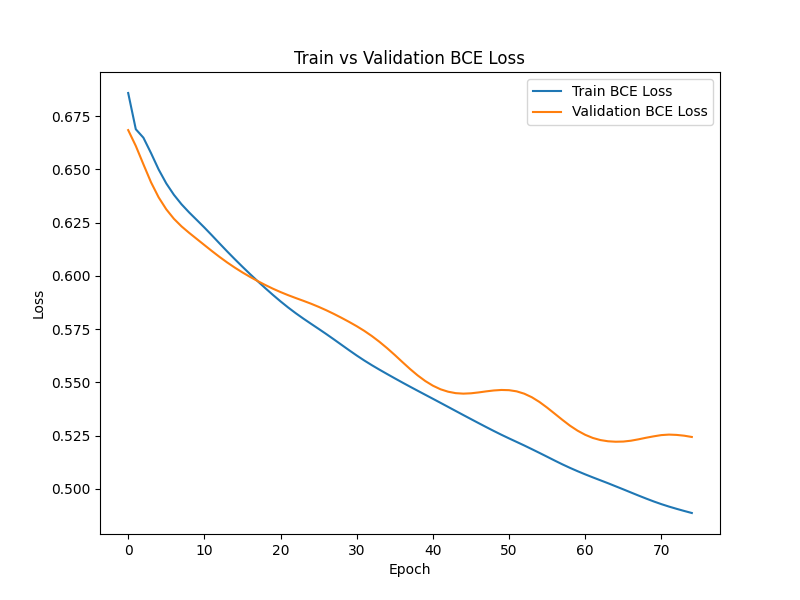 Train vs Validation BCE Loss
Train BCE Loss
Validation BCE Loss
0.675
0.650
0.625
0.600
0.575
0.550
0.525
0.500
Loss
0 10 20 30 40 50 60 70
Epoch